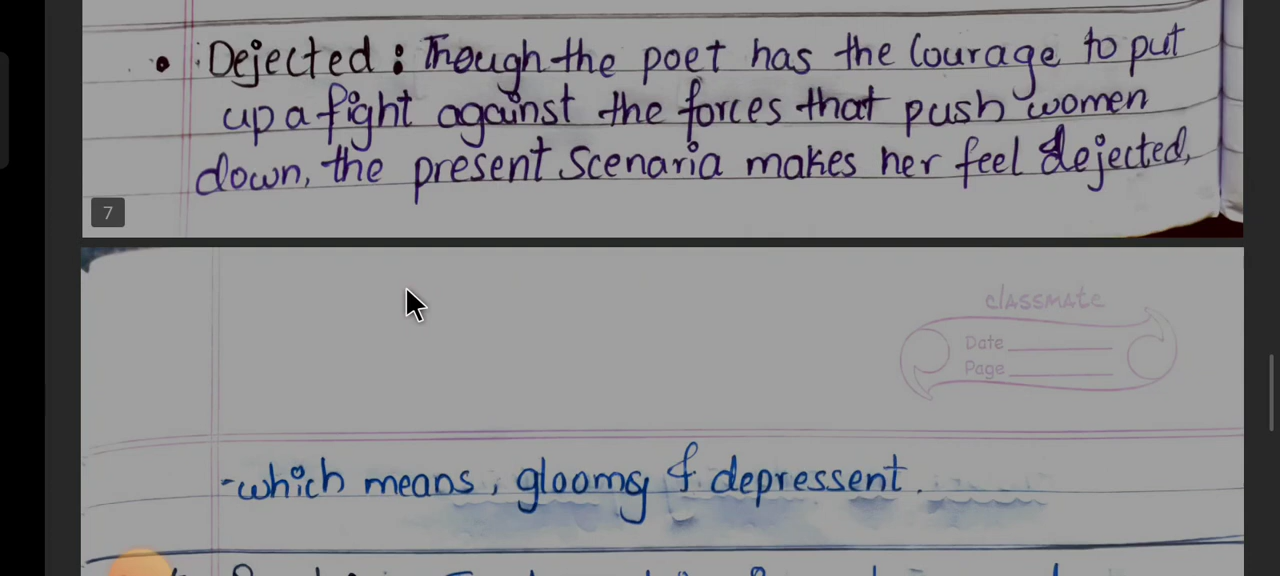 • Dejected : Though the poet has the Courage to put
up a fight against the forces that push women
down, the present Scenaria makes her feel dejected,
7
classmate
Date
Page
-which means, gloomy & depressent.